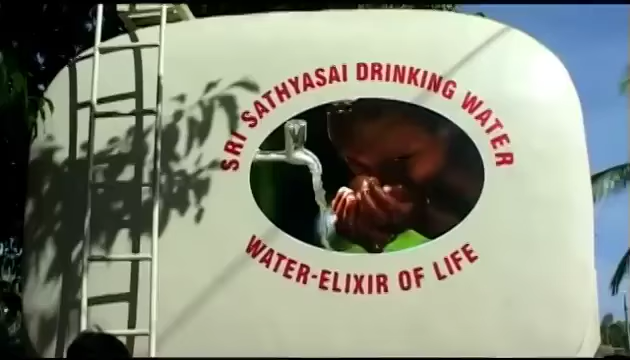 SRI SATHYASAI DRINKING WATER
WATER-ELIXIR OF LIFE